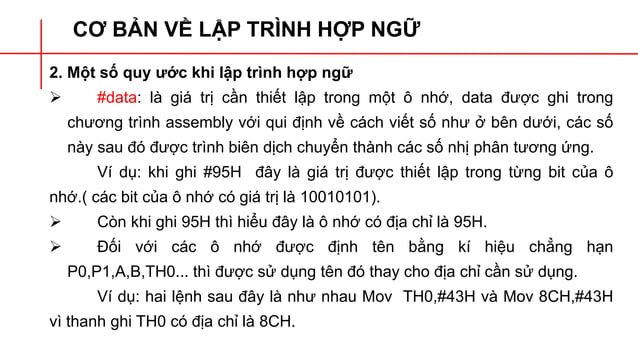 CƠ BẢN VỀ LẬP TRÌNH HỢP NGỮ
2. Một số quy ước khi lập trình hợp ngữ
➢ #data: là giá trị cần thiết lập trong một ô nhớ, data được ghi trong
chương trình assembly với qui định về cách viết số như ở bên dưới, các số
này sau đó được trình biên dịch chuyển thành các số nhị phân tương ứng.
Ví dụ: khi ghi #95H đây là giá trị được thiết lập trong từng bit của ô
nhớ.( các bit của ô nhớ có giá trị là 10010101).
➢ Còn khi ghi 95H thì hiểu đây là ô nhớ có địa chỉ là 95H.
➢ Đối với các ô nhớ được định tên bằng kí hiệu chẳng hạn
P0,P1,A,B,TH0... thì được sử dụng tên đó thay cho địa chỉ cần sử dụng.
Ví dụ: hai lệnh sau đây là như nhau Mov TH0,#43H và Mov 8CH,#43H
vì thanh ghi TH0 có địa chỉ là 8CH.